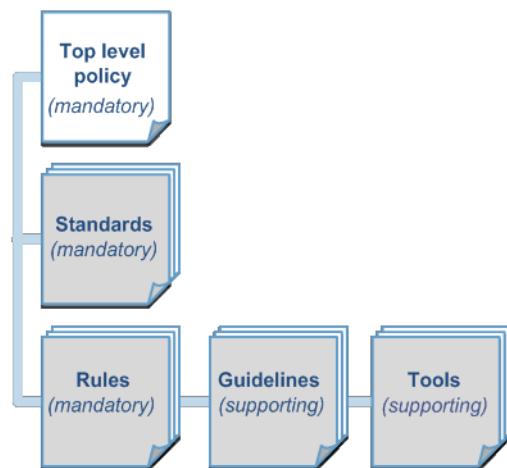 Top level
policy
(mandatory)
Standards
(mandatory)
Rules
(mandatory)
Guidelines
(supporting)
Tools
(supporting)